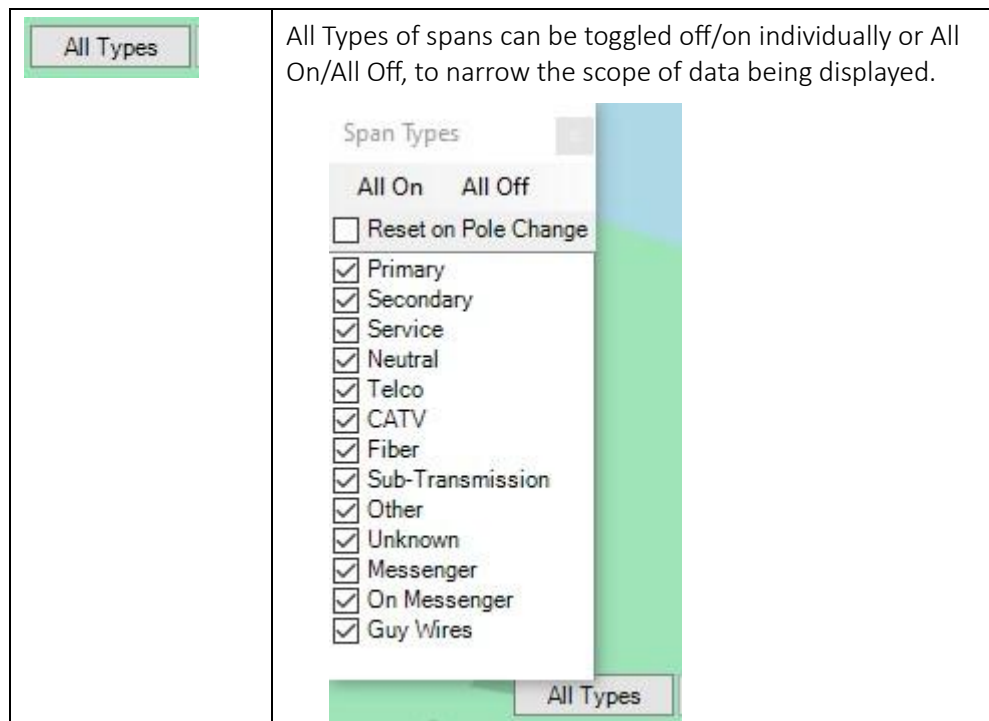 All Types
All Types of spans can be toggled off/on individually or All
On/All Off, to narrow the scope of data being displayed.
Span Types
All On All Off
Reset on Pole Change
Primary
Secondary
Service
Neutral
Telco
CATV
Fiber
Sub-Transmission
Other
Unknown
Messenger
On Messenger
Guy Wires
All Types